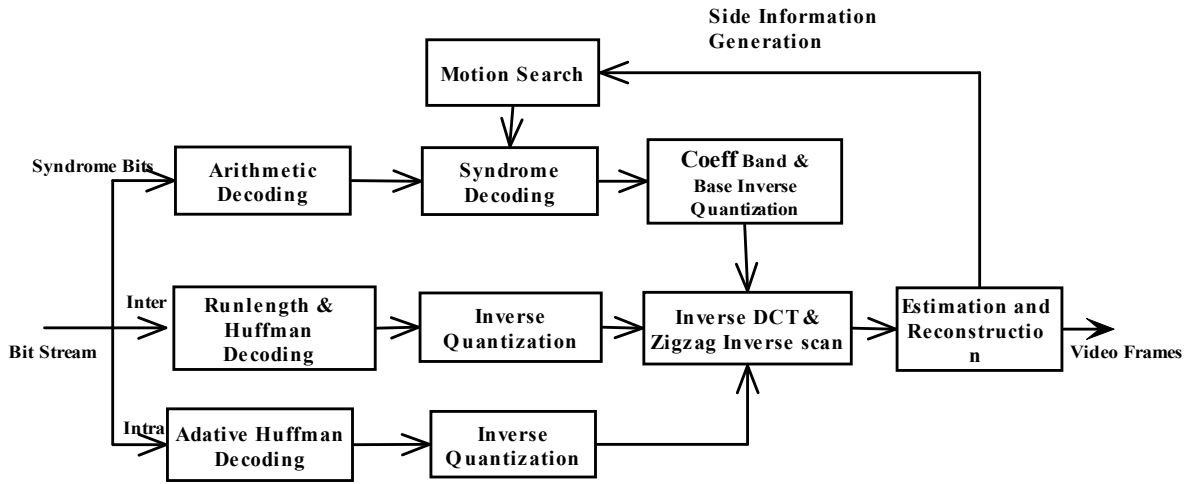 Side Information
Generation
Motion Search
Syndrome Bits
Arithmetic
Decoding
Syndrome
Decoding
Coeff Band &
Base Inverse
Quantization
Inter
Bit Stream
Runlength &
Huffman
Decoding
Inverse
Quantization
Inverse DCT &
Zigzag Inverse scan
Estimation and
Reconstructio
n
Video Frames
Intra
Adative Huffman
Decoding
Inverse
Quantization